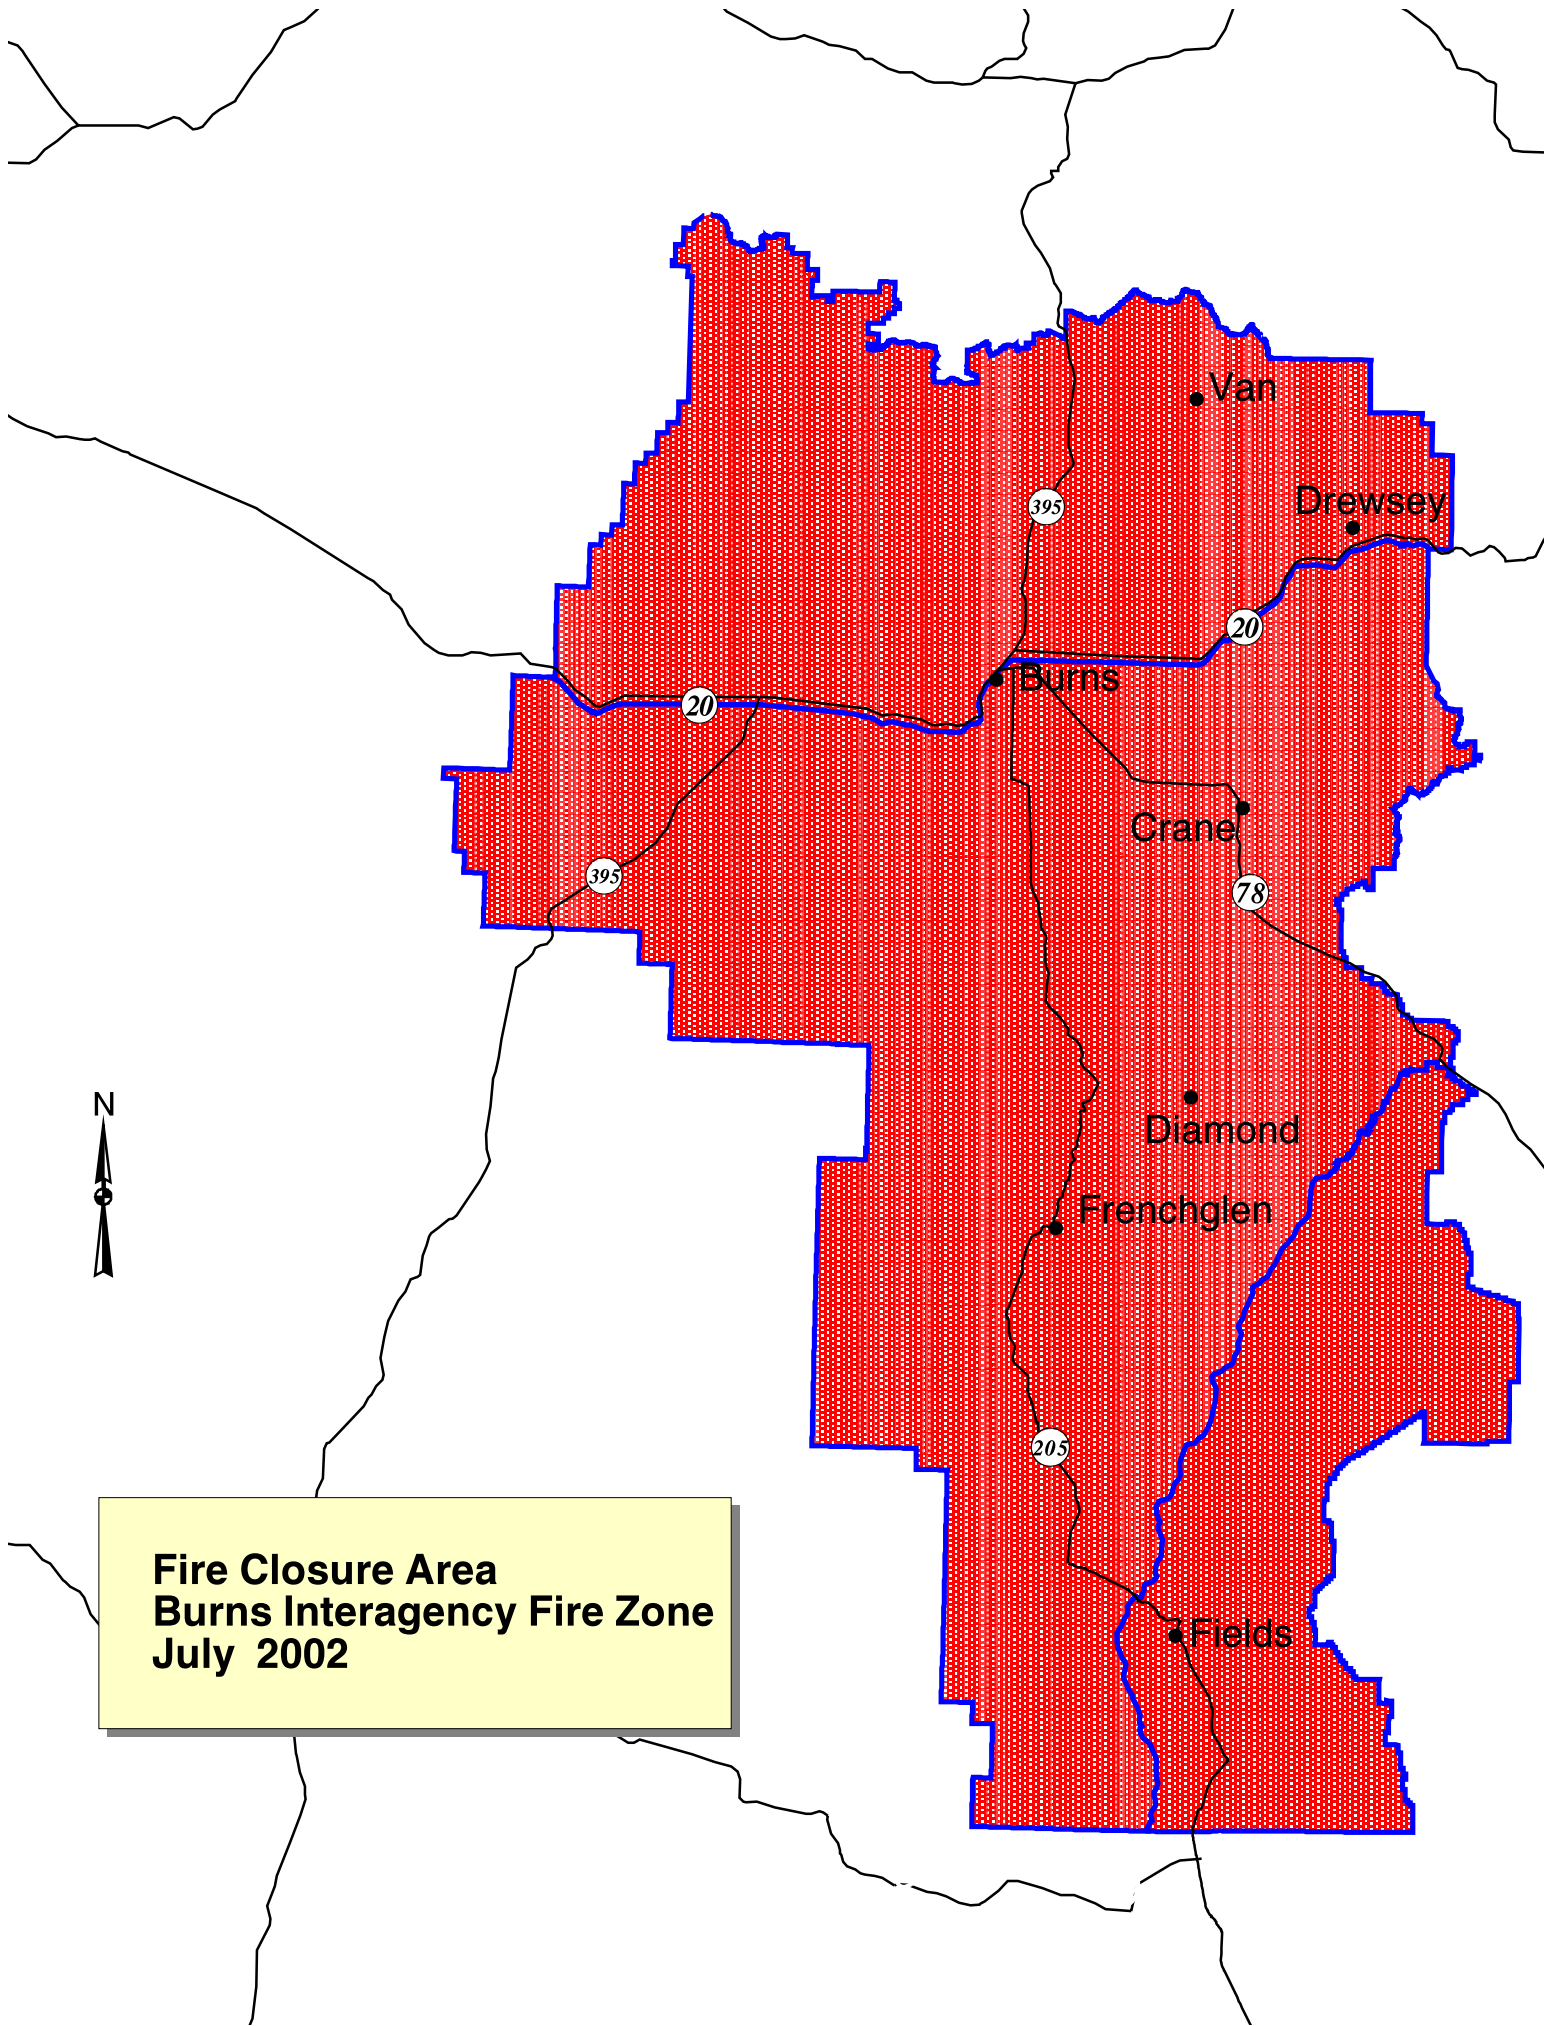 Van
Drewsey
395
20
Burns
20
Crane
395
78
N
Diamond
Frenchglen
205
Fire Closure Area
Burns Interagency Fire Zone
July 2002
Fields